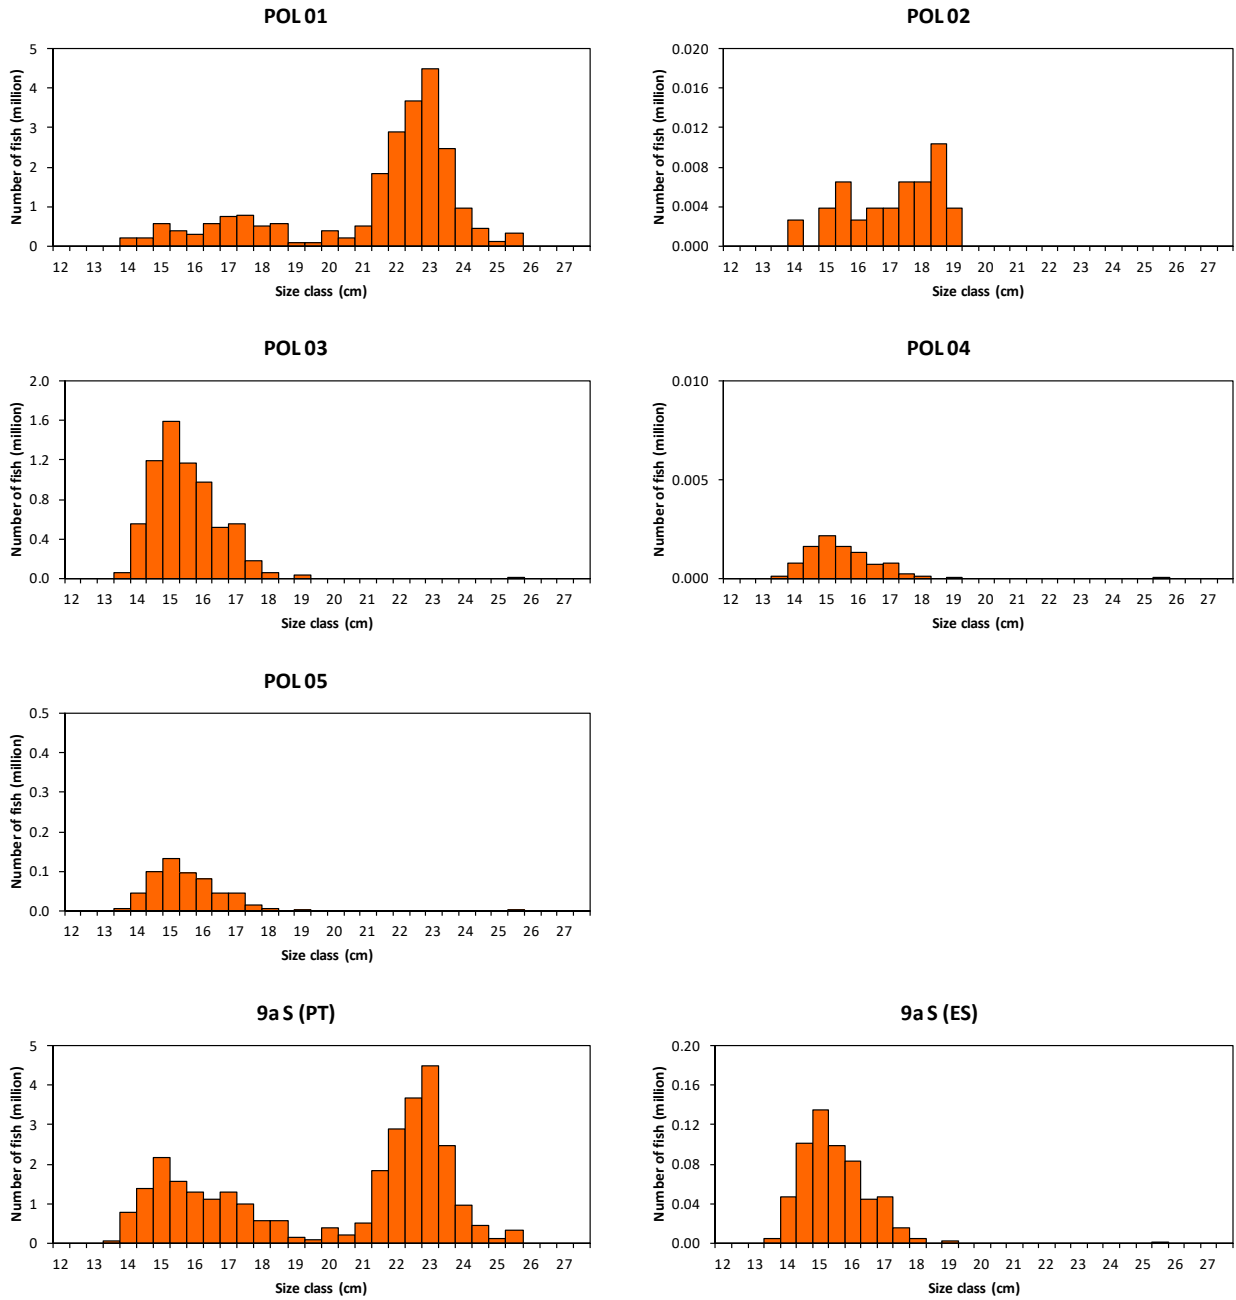 POL 01
Number of fish (million)
5
4
3
2
1
0
12 13 14 15 16 17 18 19 20 21 22 23 24 25 26 27
Size class (cm)
POL 02
Number of fish (million)
0.020
0.016
0.012
0.008
0.004
0.000
12 13 14 15 16 17 18 19 20 21 22 23 24 25 26 27
Size class (cm)
POL 03
Number of fish (million)
2.0
1.6
1.2
0.8
0.4
0.0
12 13 14 15 16 17 18 19 20 21 22 23 24 25 26 27
Size class (cm)
POL 04
Number of fish (million)
0.010
0.005
0.000
12 13 14 15 16 17 18 19 20 21 22 23 24 25 26 27
Size class (cm)
POL 05
Number of fish (million)
0.5
0.4
0.3
0.2
0.1
0.0
12 13 14 15 16 17 18 19 20 21 22 23 24 25 26 27
Size class (cm)
9a S (PT)
Number of fish (million)
5
4
3
2
1
0
12 13 14 15 16 17 18 19 20 21 22 23 24 25 26 27
Size class (cm)
9a S (ES)
Number of fish (million)
0.20
0.16
0.12
0.08
0.04
0.00
12 13 14 15 16 17 18 19 20 21 22 23 24 25 26 27
Size class (cm)